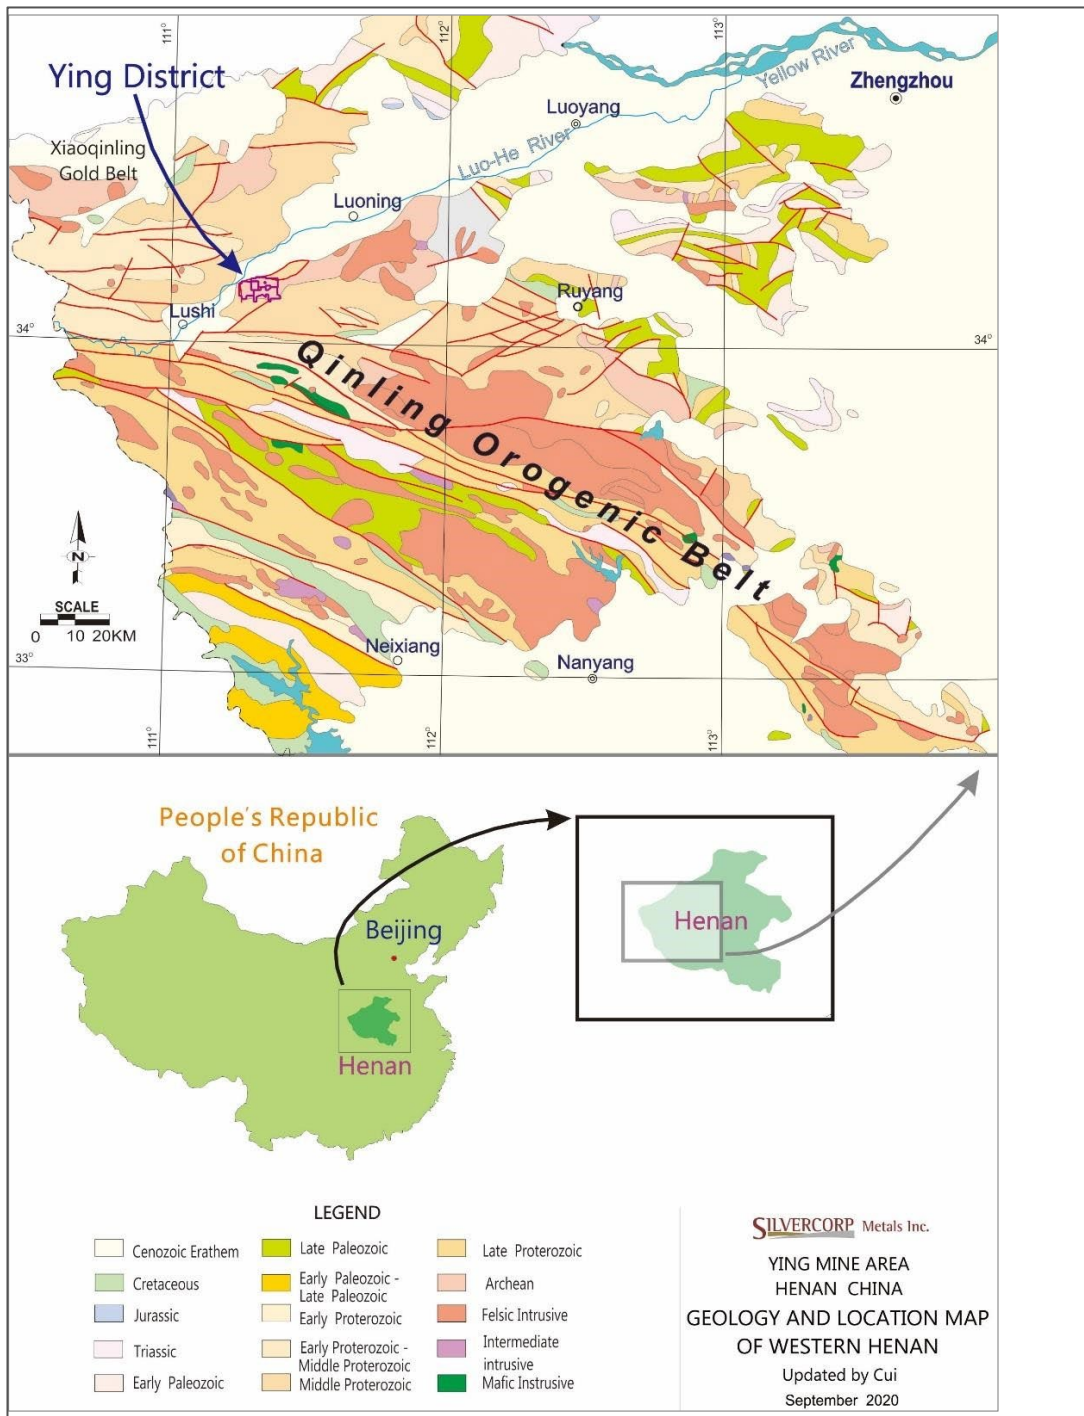 111°
112°
113°
Ying District
Yellow River
Zhengzhou
Luoyang
Xiaoqinling
Gold Belt
Luo-He River
Luoning
Ruyang
Lushi
34°
34°
Qinling Orogenic Belt
N
SCALE
0 10 20KM
Neixiang
33°
Nanyang
111°
112°
113°
People's Republic
of China
Henan
Beijing
Henan
LEGEND
Cenozoic Erathem
Cretaceous
Jurassic
Triassic
Early Paleozoic
Late Paleozoic
Early Paleozoic -
Late Paleozoic
Early Proterozoic
Early Proterozoic -
Middle Proterozoic
Middle Proterozoic
Late Proterozoic
Archean
Felsic Intrusive
Intermediate
intrusive
Mafic Instrusive
SILVERCORP Metals Inc.
YING MINE AREA
HENAN CHINA
GEOLOGY AND LOCATION MAP
OF WESTERN HENAN
Updated by Cui
September 2020